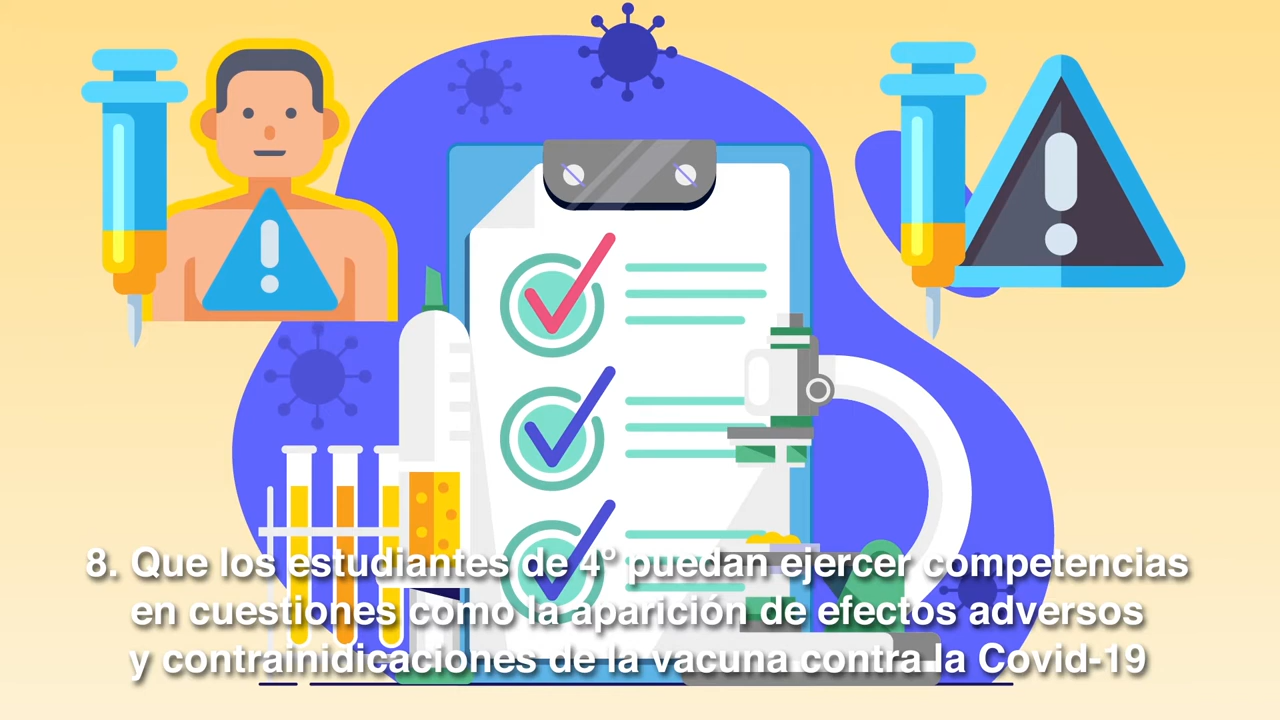 8. Que los estudiantes de 4º puedan ejercer competencias
en cuestiones como la aparición de efectos adversos
y contrainidicaciones de la vacuna contra la Covid-19